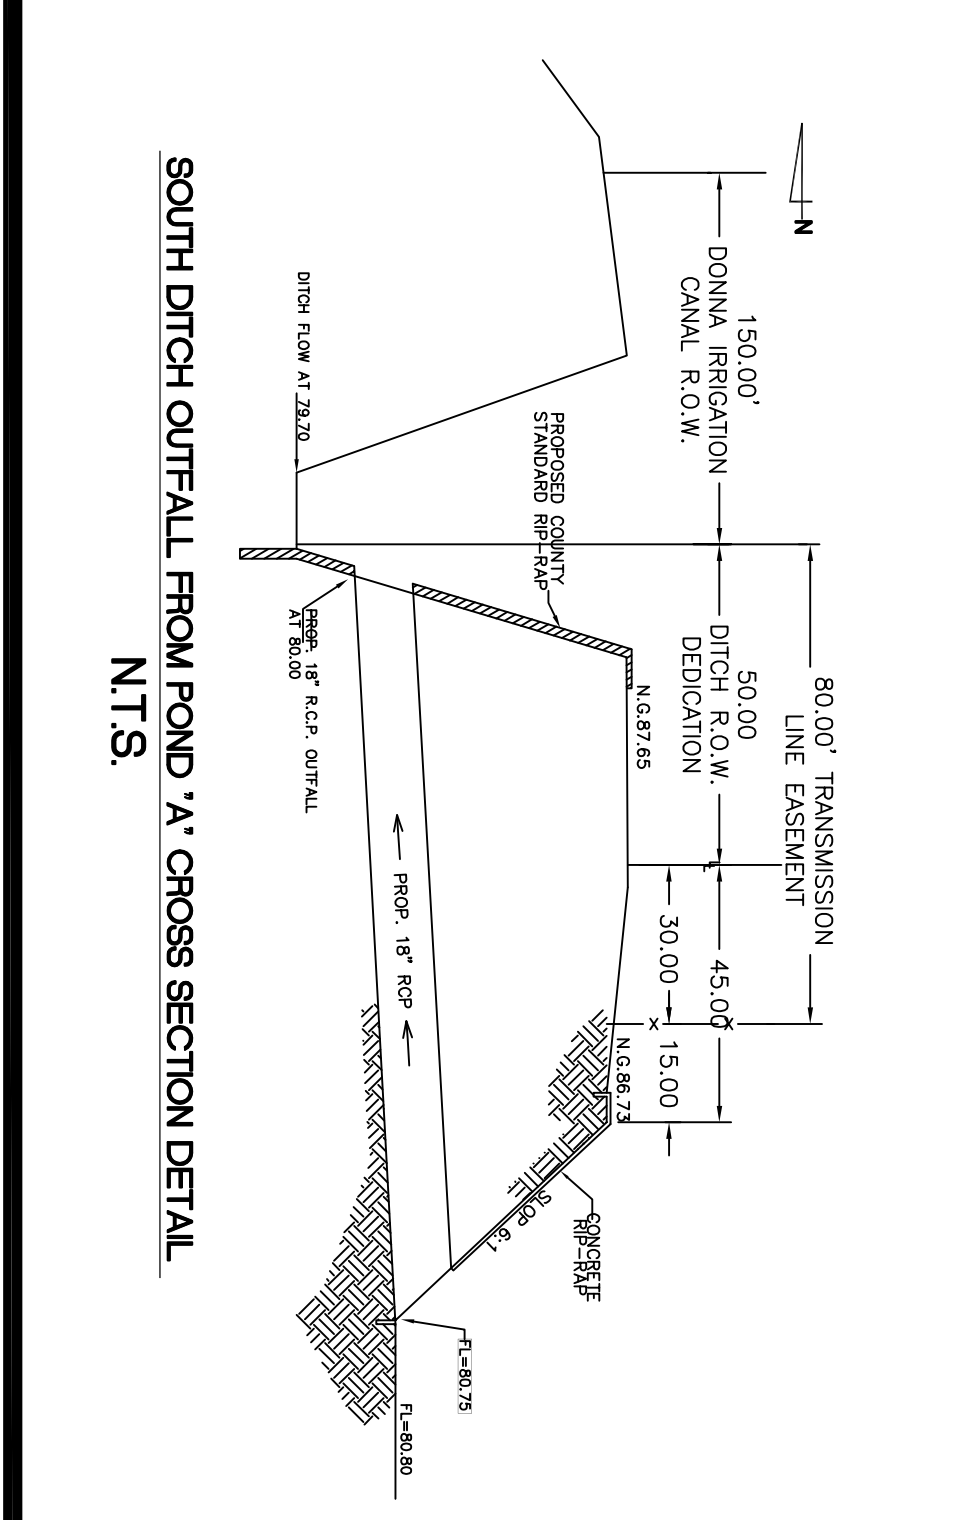 N
80.00' TRANSMISSION
LINE EASEMENT
150.00'
DONNA IRRIGATION
CANAL R.O.W.
50.00
DITCH R.O.W.
DEDICATION
45.00
30.00
15.00
X
X
N.G.87.65
N.G.86.73
PROPOSED COUNTY
STANDARD RIP-RAP
CONCRETE
RIP-RAP
SLOP 6:1
DITCH FLOW AT 79.70
PROP. 18" R.C.P. OUTFALL
AT 80.00
PROP. 18" RCP
FL=80.75
FL=80.80
SOUTH DITCH OUTFALL FROM POND "A" CROSS SECTION DETAIL
N.T.S.